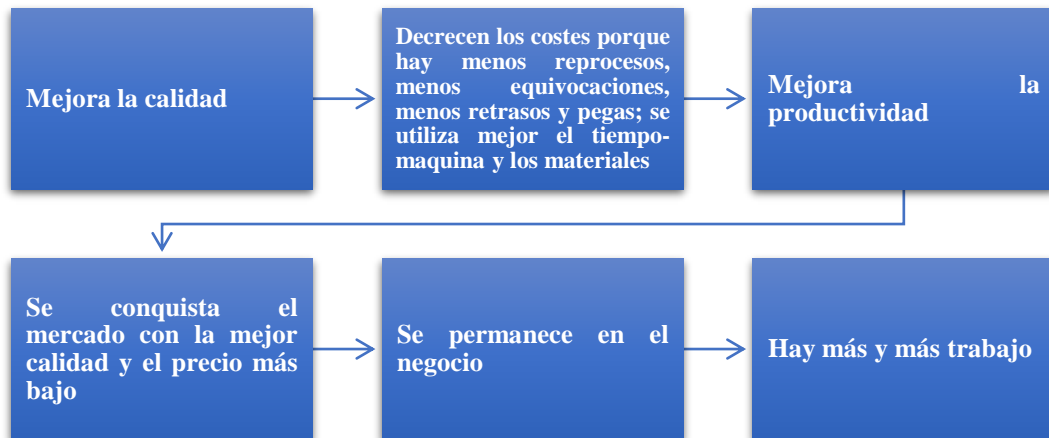 Mejora la calidad
Decrecen los costes porque
hay menos reprocesos,
menos equivocaciones,
menos retrasos y pegas; se
utiliza mejor el tiempo-
maquina y los materiales
Mejora la
productividad
Se conquista el
mercado con la mejor
calidad y el precio más
bajo
Se permanece en el
negocio
Hay más y más trabajo